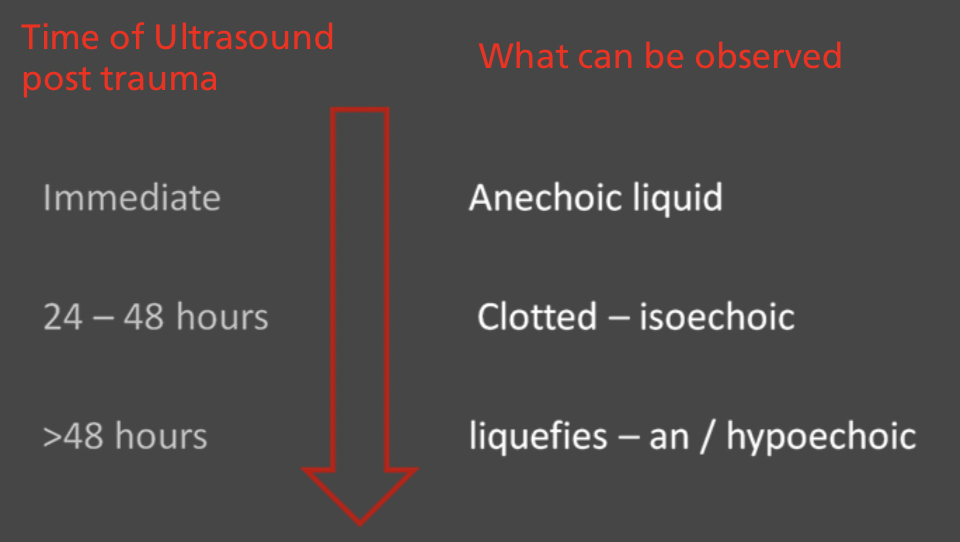 Time of Ultrasound
post trauma
What can be observed
Immediate
Anechoic liquid
24 – 48 hours
Clotted – isoechoic
>48 hours
liquefies – an / hypoechoic